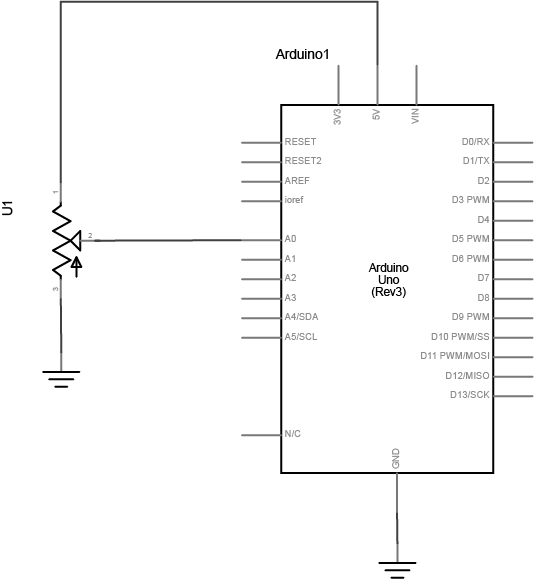 Arduino1
3V3
5V
VIN
RESET
RESET2
AREF
ioref
A0
A1
A2
A3
A4/SDA
A5/SCL
N/C
D0/RX
D1/TX
D2
D3 PWM
D4
D5 PWM
D6 PWM
D7
D8
D9 PWM
D10 PWM/SS
D11 PWM/MOSI
D12/MISO
D13/SCK
Arduino
Uno
(Rev3)
GND
U1
1
2
3